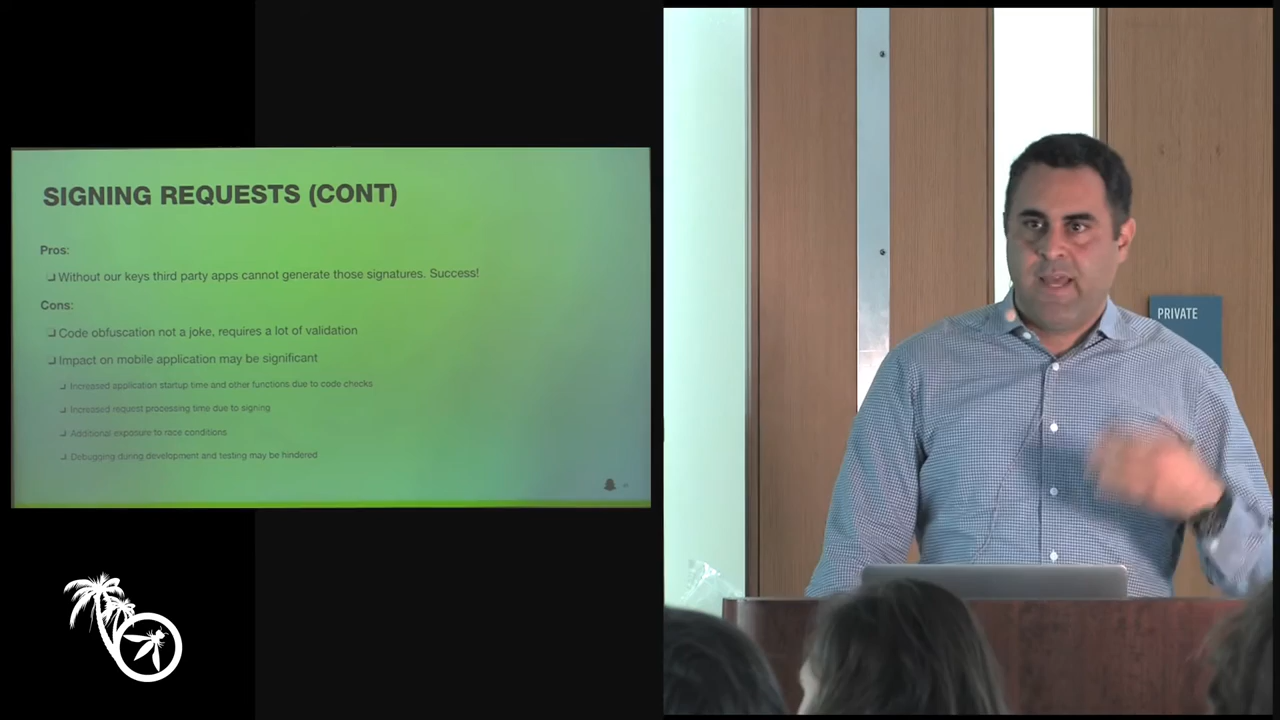 SIGNING REQUESTS (CONT)
Pros:
Without our keys third party apps cannot generate those signatures. Success!
Cons:
Code obfuscation not a joke, requires a lot of validation
Impact on mobile application may be significant
Increased application startup time and other functions due to code checks
Increased request processing time due to signing
Additional exposure to race conditions
Debugging during development and testing may be hindered
PRIVATE